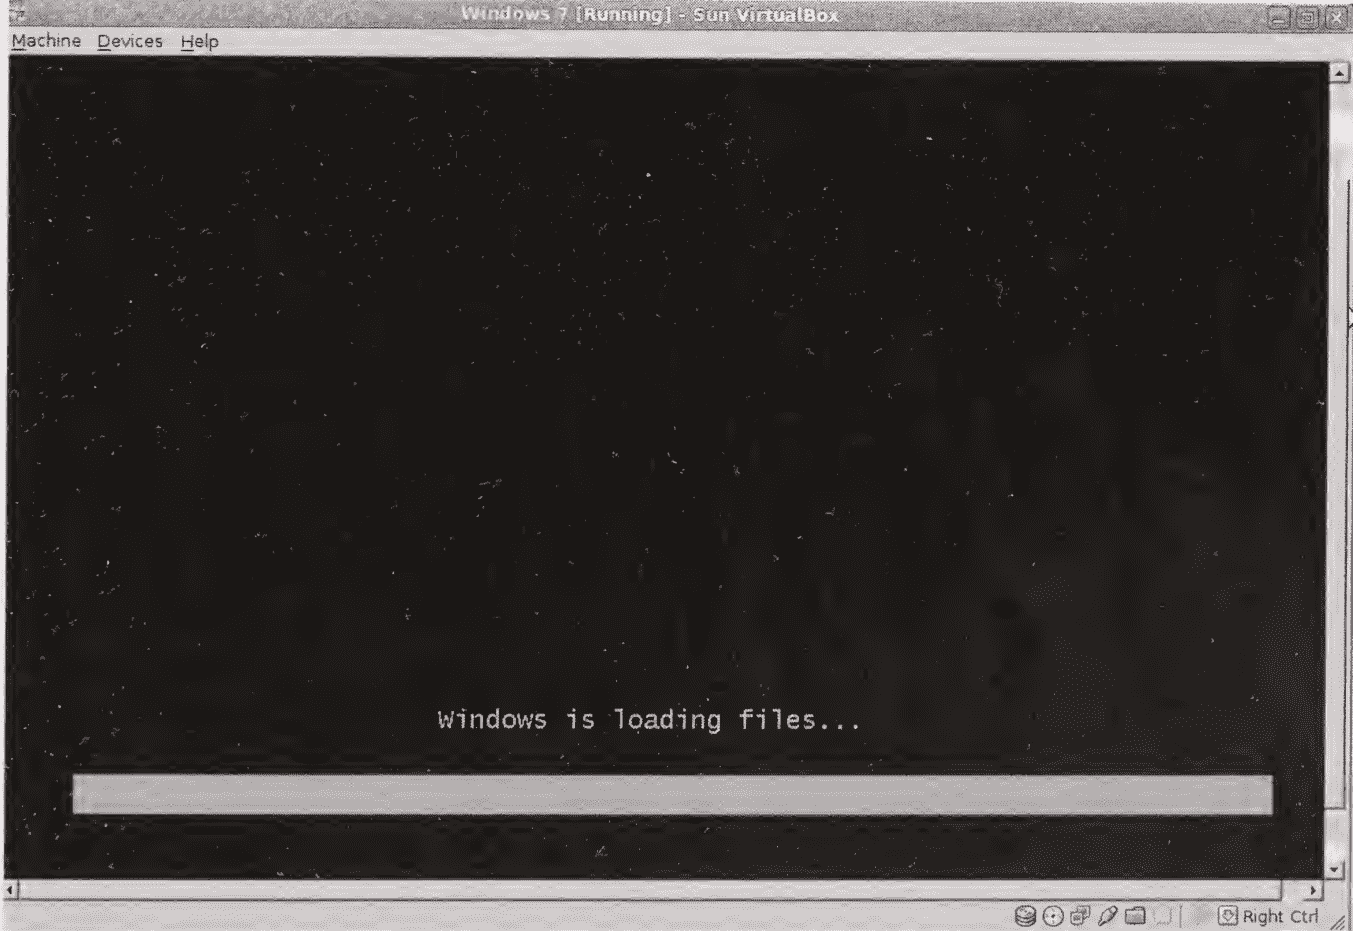 Windows 7 [Running] - Sun VirtualBox
Machine Devices Help
Windows is loading files...
Right Ctrl